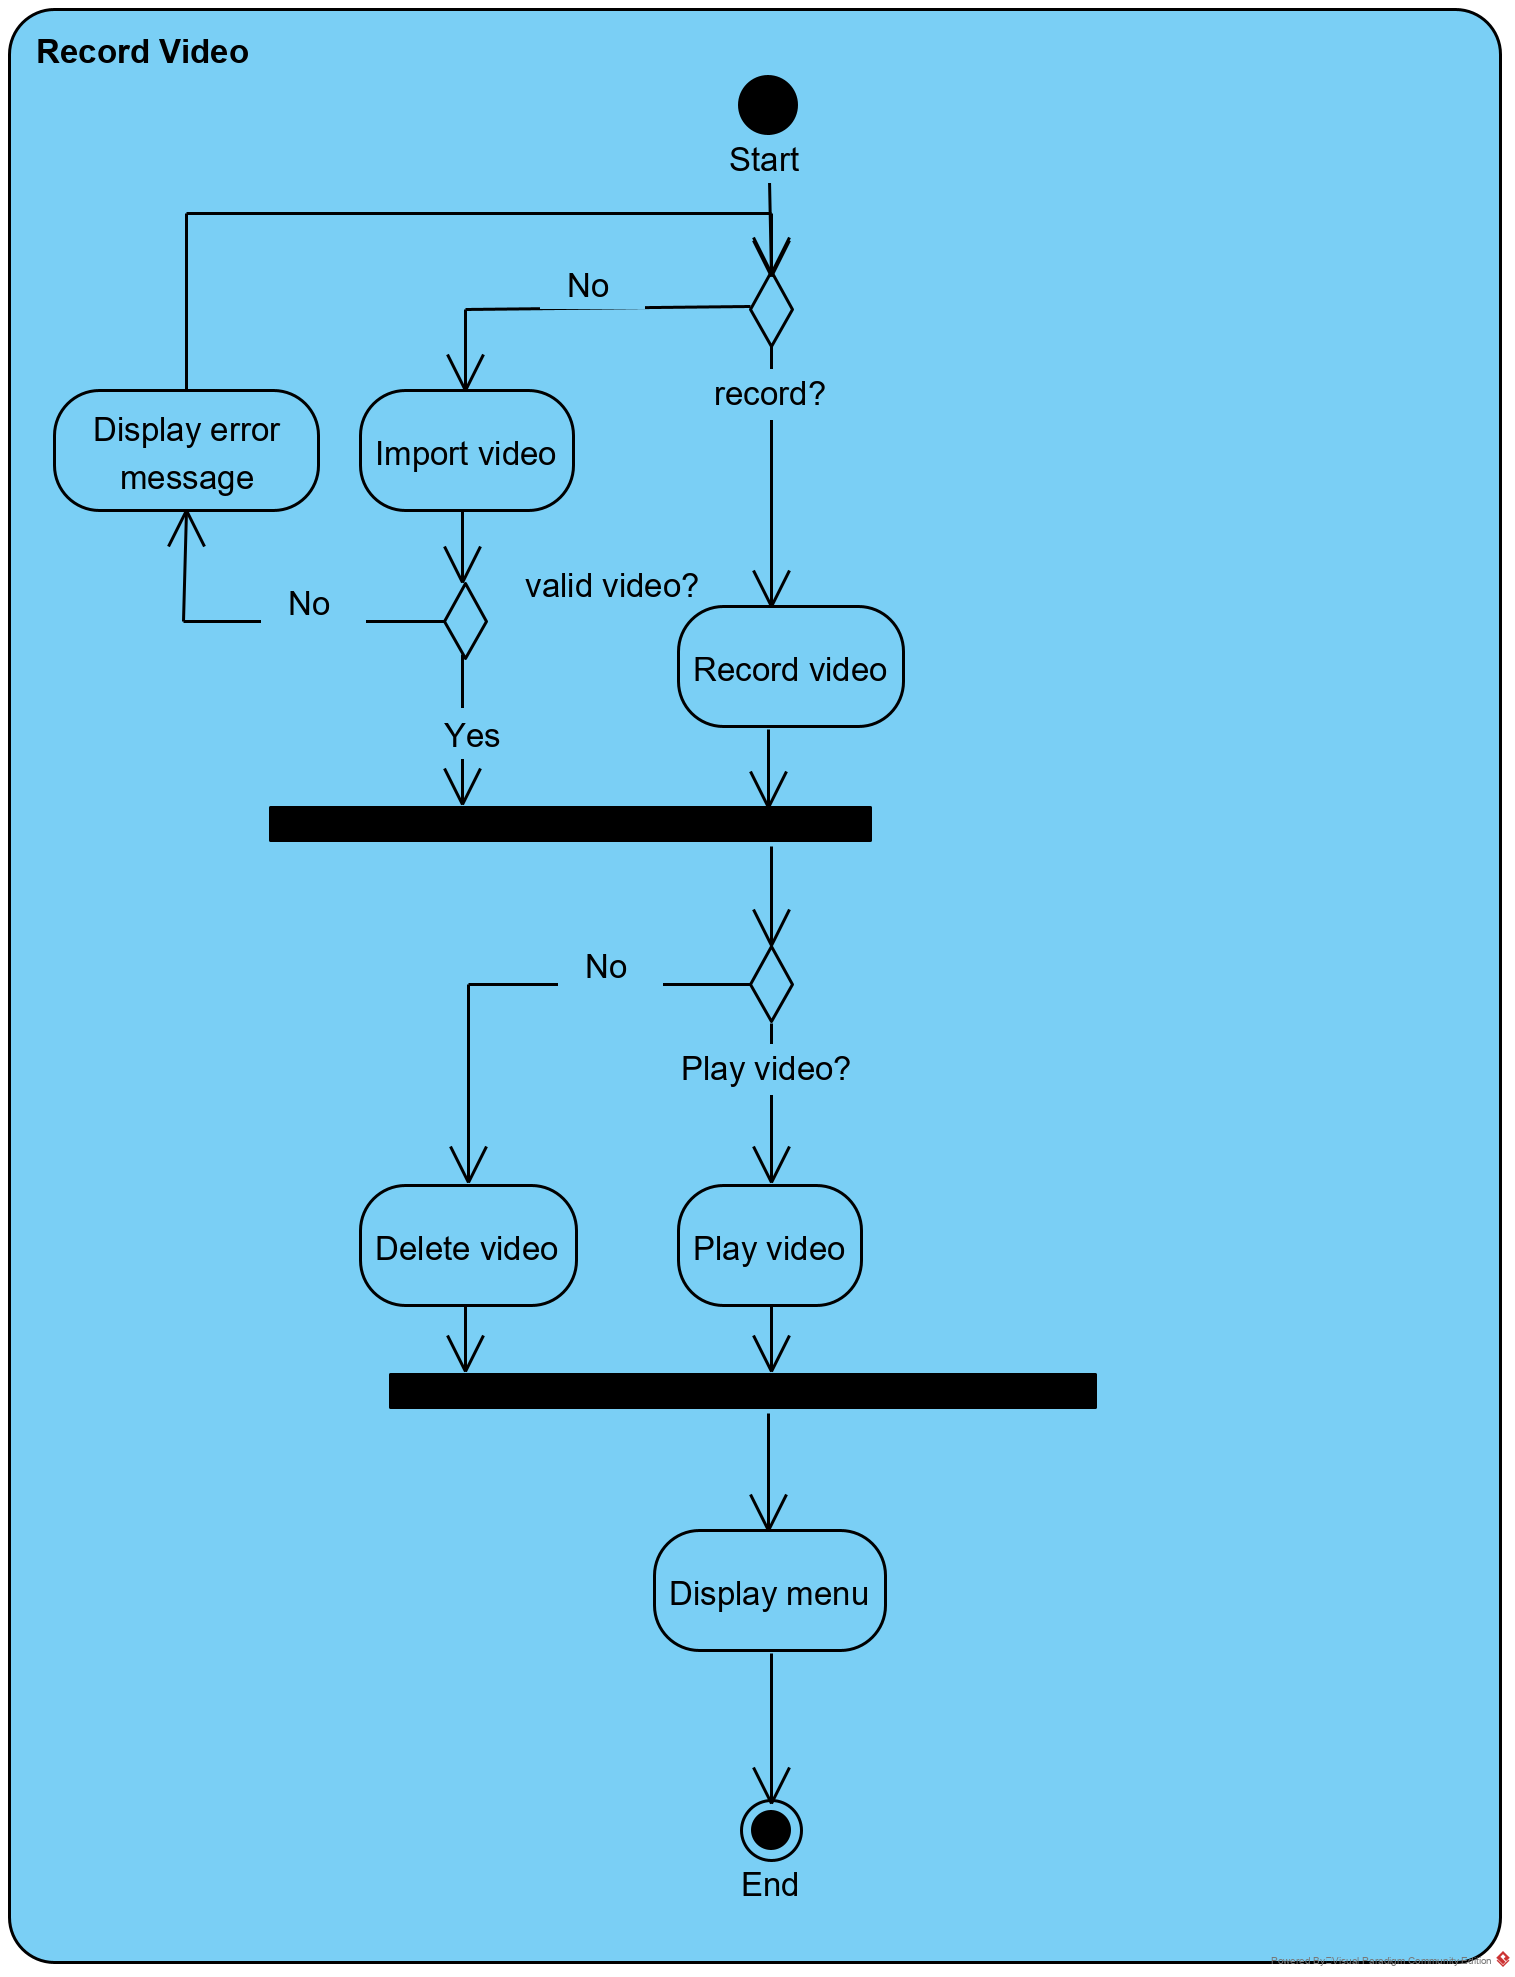 Record Video
Start
No
record?
Display error
message
Import video
valid video?
No
Record video
Yes
No
Play video?
Delete video
Play video
Display menu
End
Powered By Visual Paradigm Community Edition